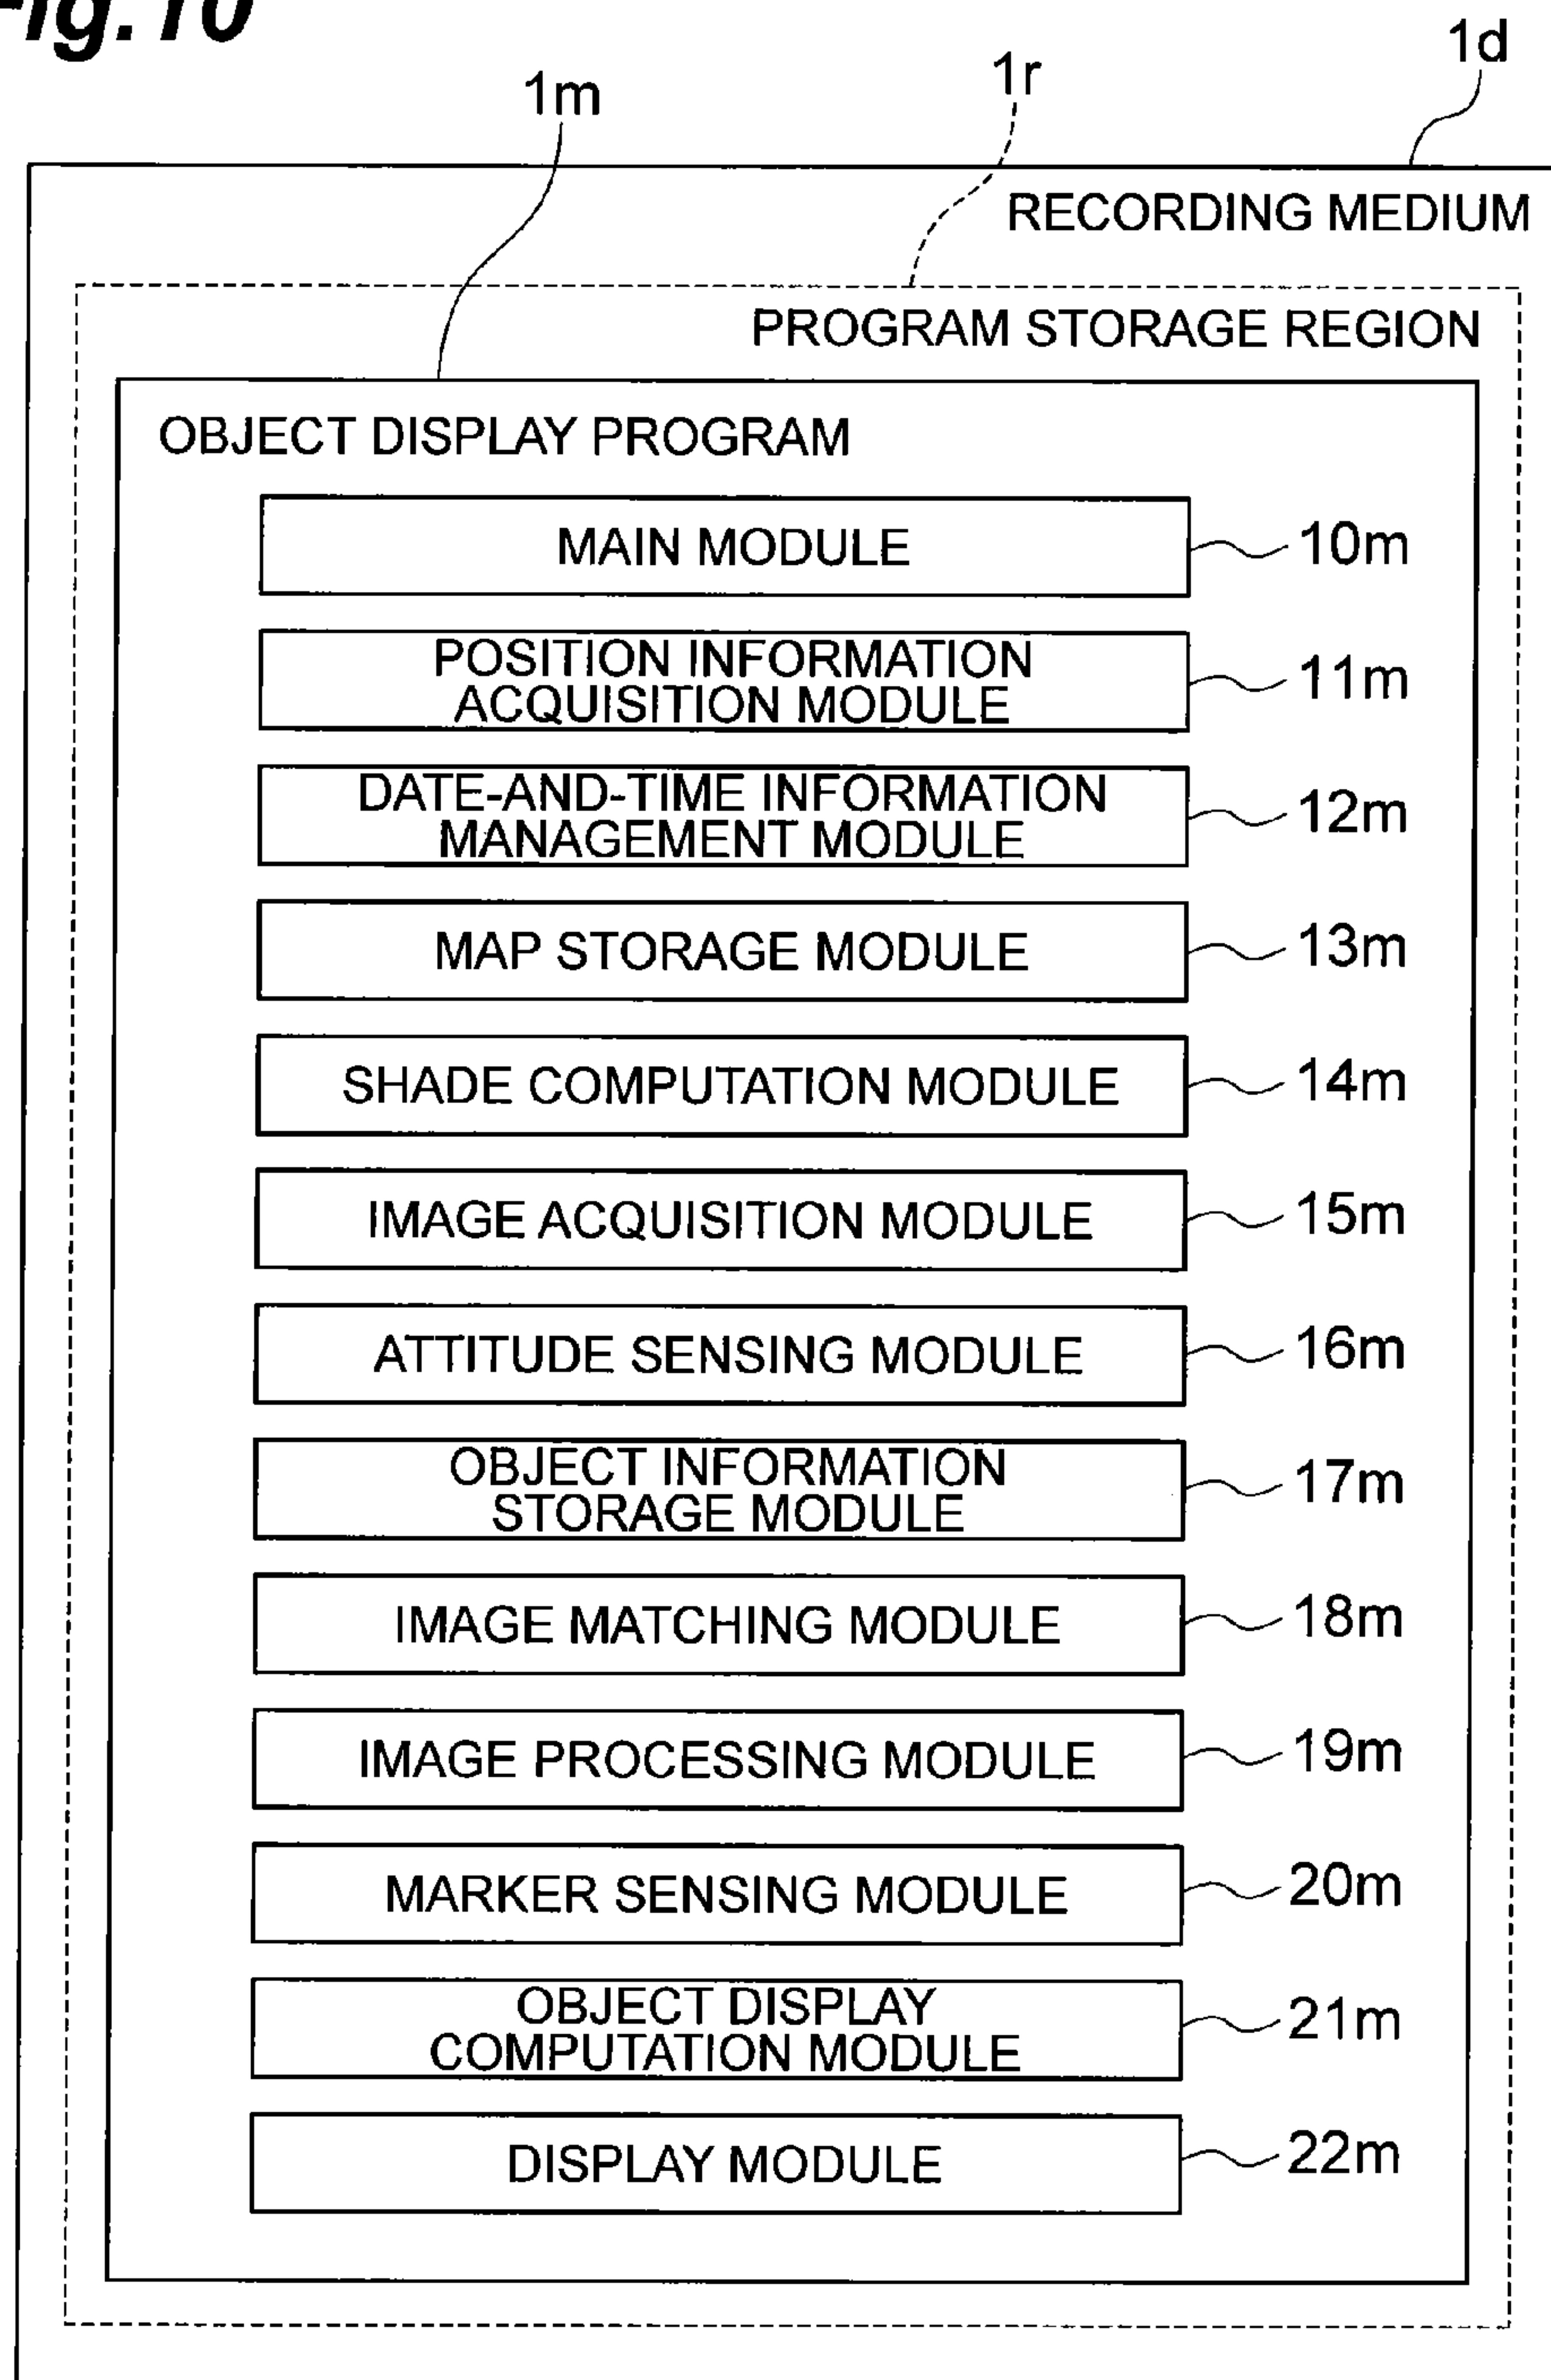 Fig.10
1d
1r
1m
RECORDING MEDIUM
PROGRAM STORAGE REGION
OBJECT DISPLAY PROGRAM
MAIN MODULE
10m
POSITION INFORMATION
ACQUISITION MODULE
11m
DATE-AND-TIME INFORMATION
MANAGEMENT MODULE
12m
MAP STORAGE MODULE
13m
SHADE COMPUTATION MODULE
14m
IMAGE ACQUISITION MODULE
15m
ATTITUDE SENSING MODULE
16m
OBJECT INFORMATION
STORAGE MODULE
17m
IMAGE MATCHING MODULE
18m
IMAGE PROCESSING MODULE
19m
MARKER SENSING MODULE
20m
OBJECT DISPLAY
COMPUTATION MODULE
21m
DISPLAY MODULE
22m